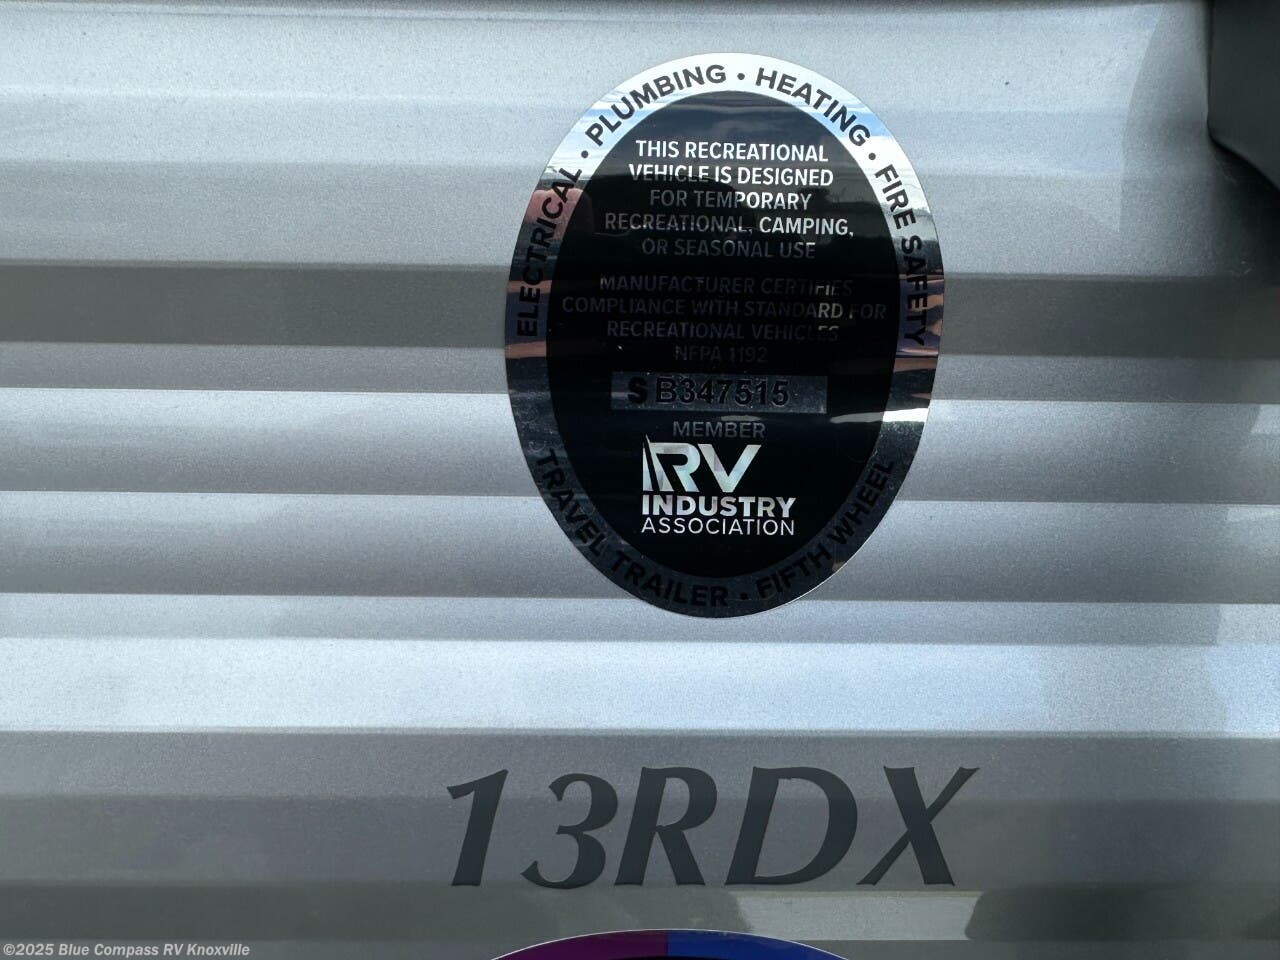 ELECTRICAL • PLUMBING • HEATING • FIRE SAFETY
THIS RECREATIONAL
VEHICLE IS DESIGNED
FOR TEMPORARY
RECREATIONAL, CAMPING,
OR SEASONAL USE
MANUFACTURER CERTIFIES
COMPLIANCE WITH STANDARD FOR
RECREATIONAL VEHICLES
NFPA 1192
SB347515
MEMBER
RV
INDUSTRY
ASSOCIATION
TRAVEL TRAILER • FIFTH WHEEL
13RDX
©2025 Blue Compass RV Knoxville